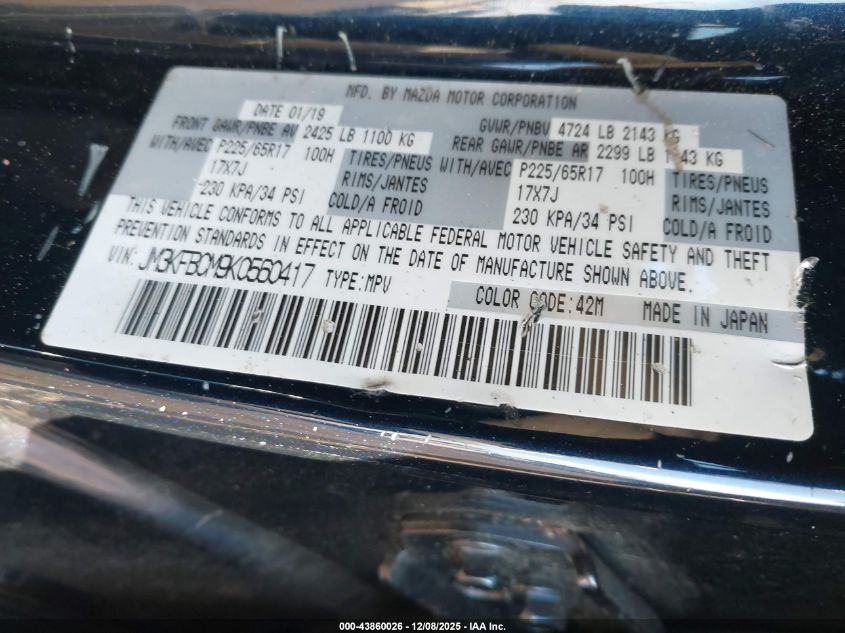 MFD. BY MAZDA MOTOR CORPORATION
DATE 01/19 GVWR/PNBV 4724 LB 2143 KG
FRONT GAWR/PNBE AV 2425 LB 1100 KG REAR GAWR/PNBE AR 2299 LB KG
WITH/AVEC P225/65R17 100H TIRES/PNEUS WITH/AVEC P225/65R17 100H TIRES/PNEUS
17X7J RIMS/JANTES 17X7J RIMS/JANTES
230 KPA/34 PSI COLD/A FROID 230 KPA/34 PSI COLD/A FROID
THIS VEHICLE CONFORMS TO ALL APPLICABLE FEDERAL MOTOR VEHICLE SAFETY AND THEFT
PREVENTION STANDARDS IN EFFECT ON THE DATE OF MANUFACTURE SHOWN ABOVE.
VIN: JM3KFBCM9K0560417 TYPE:MPV
COLOR CODE:42M MADE IN JAPAN
000-43860026 - 12/08/2025 - IAA Inc.